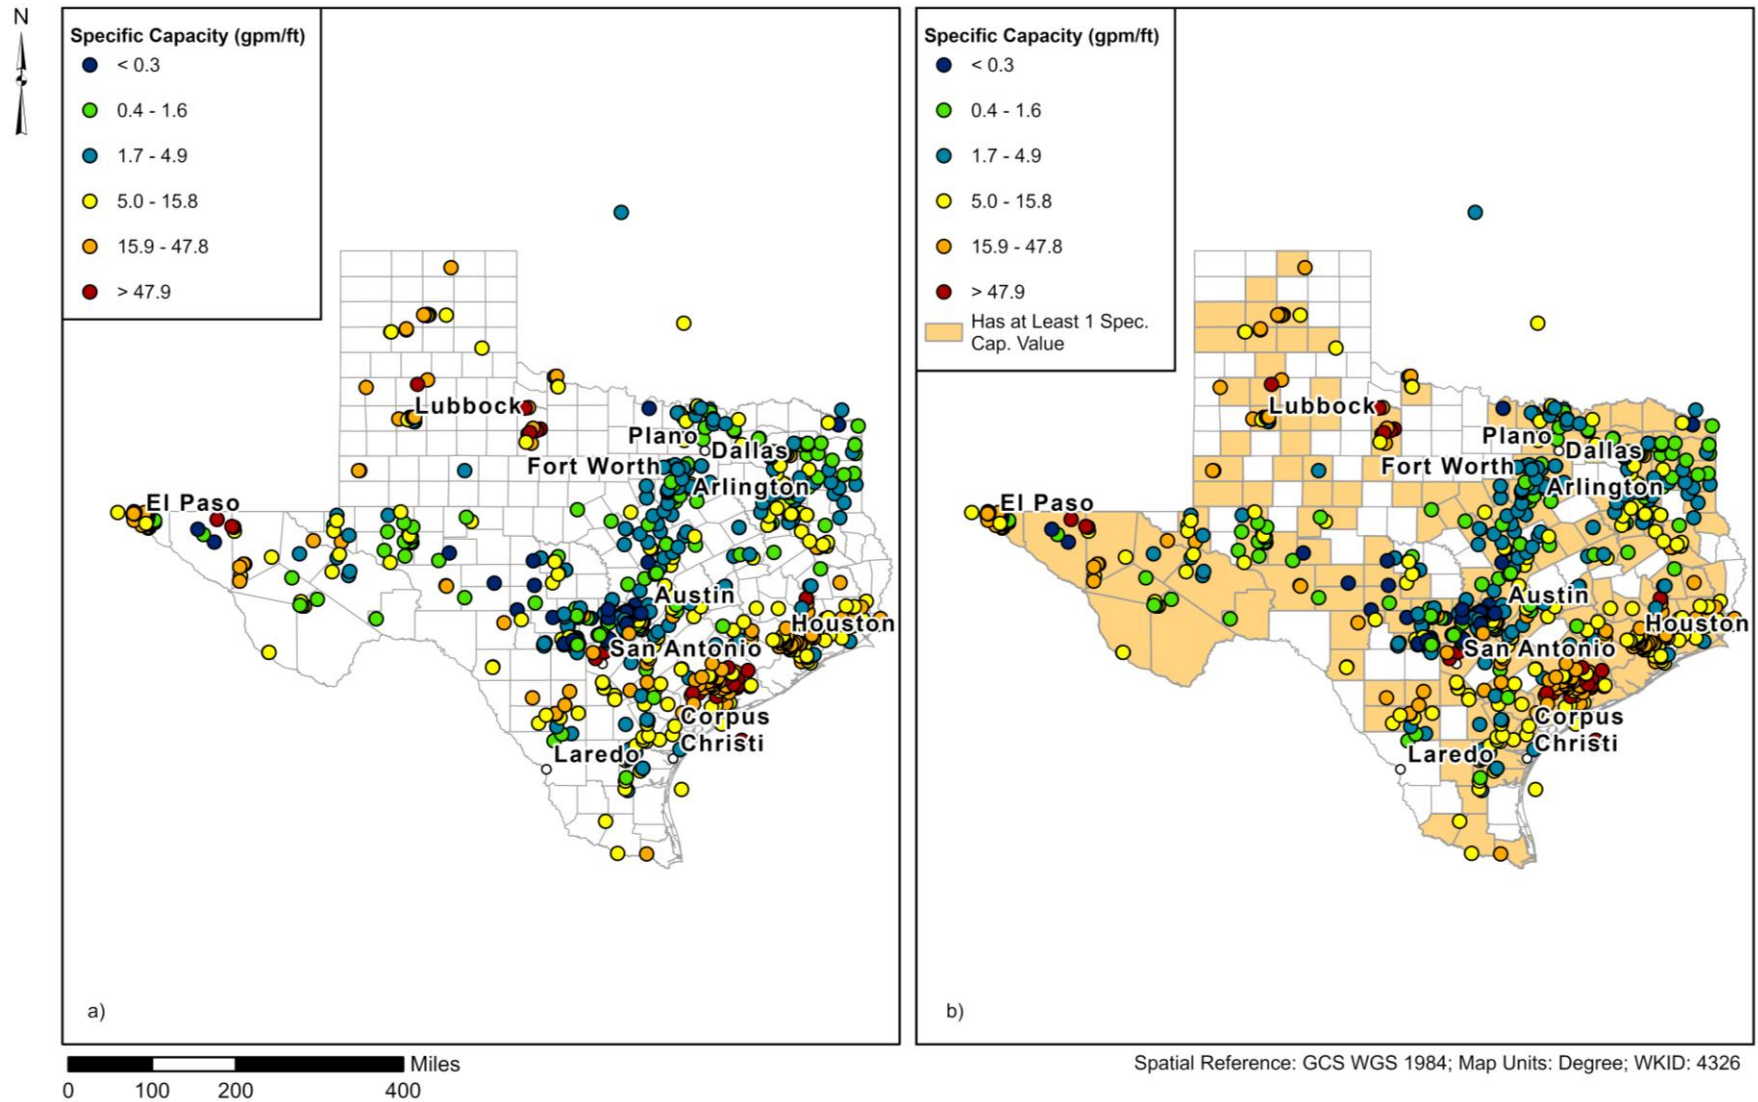 N
Specific Capacity (gpm/ft)
< 0.3
0.4 - 1.6
1.7 - 4.9
5.0 - 15.8
15.9 - 47.8
> 47.9
Lubbock
Plano
Dallas
Fort Worth
Arlington
El Paso
Austin
Houston
San Antonio
Corpus
Christi
Laredo
a)
Specific Capacity (gpm/ft)
< 0.3
0.4 - 1.6
1.7 - 4.9
5.0 - 15.8
15.9 - 47.8
> 47.9
Has at Least 1 Spec.
Cap. Value
Lubbock
Plano
Dallas
Fort Worth
Arlington
El Paso
Austin
Houston
San Antonio
Corpus
Christi
Laredo
b)
Miles
0 100 200 400
Spatial Reference: GCS WGS 1984; Map Units: Degree; WKID: 4326